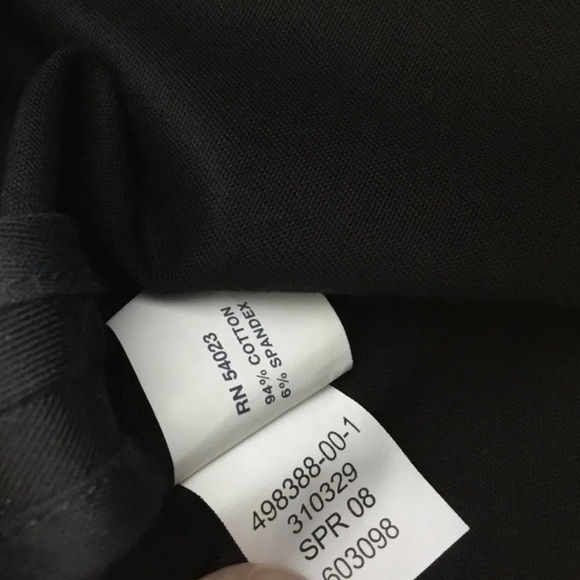 RN 54023
94% COTTON
6% SPANDEX
498388-00-1
310329
SPR 08
603098